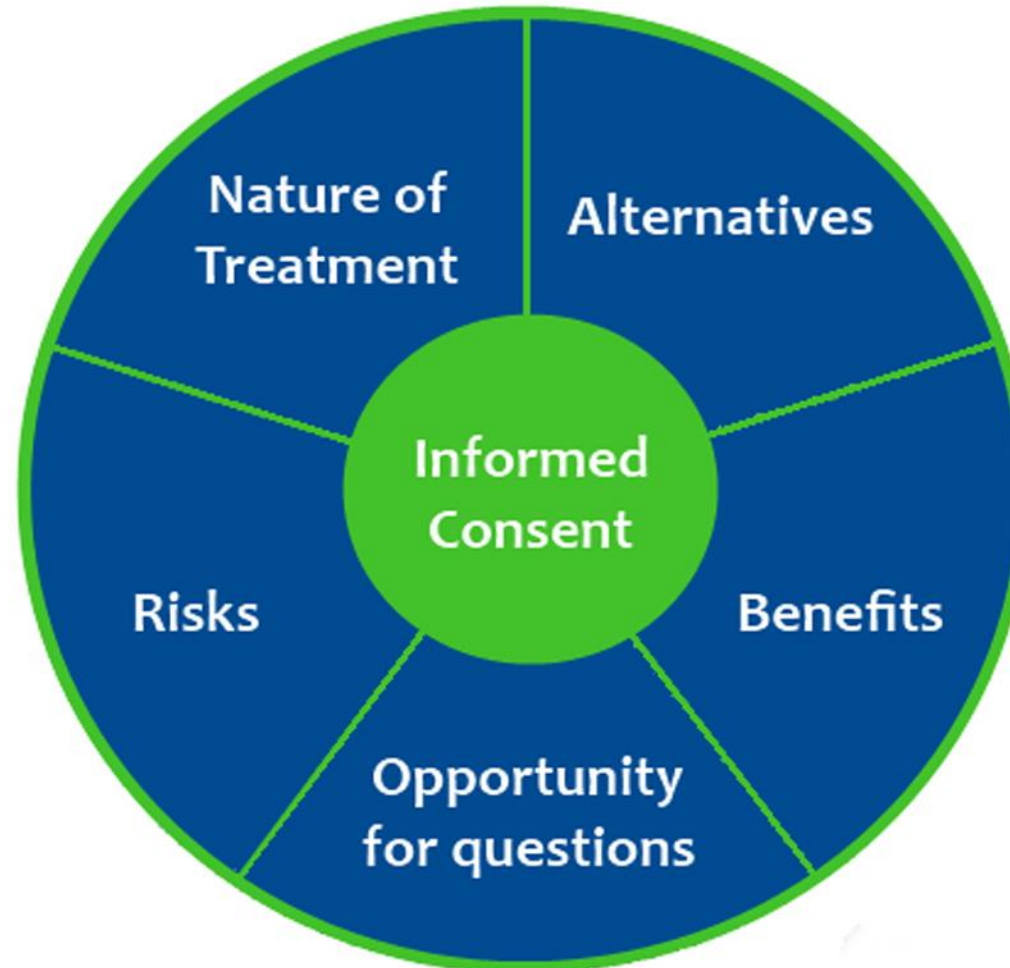 Nature of
Treatment
Alternatives
Informed
Consent
Risks
Benefits
Opportunity
for questions